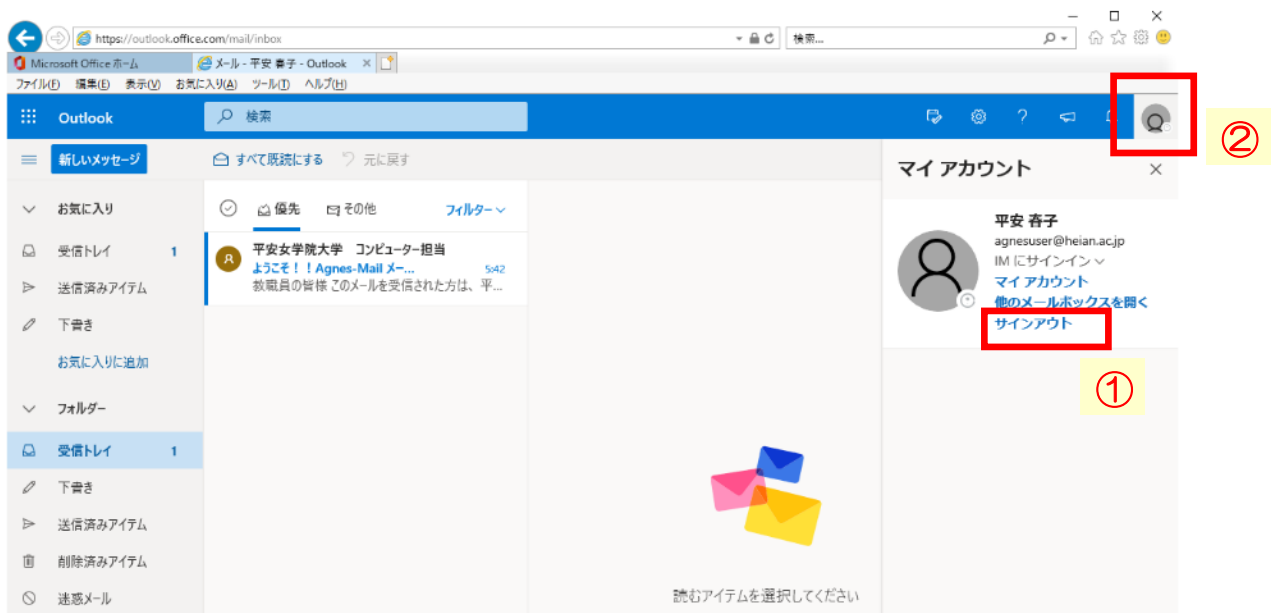 https://outlook.office.com/mail/inbox
検索...
Microsoft Office ホーム
メール - 平安 春子 - Outlook
ファイル(F) 編集(E) 表示(V) お気に入り(A) ツール(T) ヘルプ(H)
Outlook
検索
②
新しいメッセージ
すべて既読にする
元に戻す
マイ アカウント
お気に入り
優先
その他
フィルター
平安 春子
agnesuser@heian.ac.jp
IM にサインイン
マイ アカウント
他のメールボックスを開く
サインアウト
①
受信トレイ 1
A
平安女学院大学 コンピューター担当
ようこそ！！Agnes-Mail メー... 5:42
教職員の皆様 このメールを受信された方は、平...
送信済みアイテム
下書き
お気に入りに追加
フォルダー
受信トレイ 1
下書き
送信済みアイテム
削除済みアイテム
迷惑メール
読むアイテムを選択してください